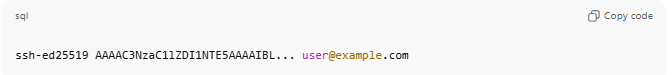 sql
Copy code
ssh-ed25519 AAAAC3NzaC1lZDI1NTE5AAAAIBL... user@example.com